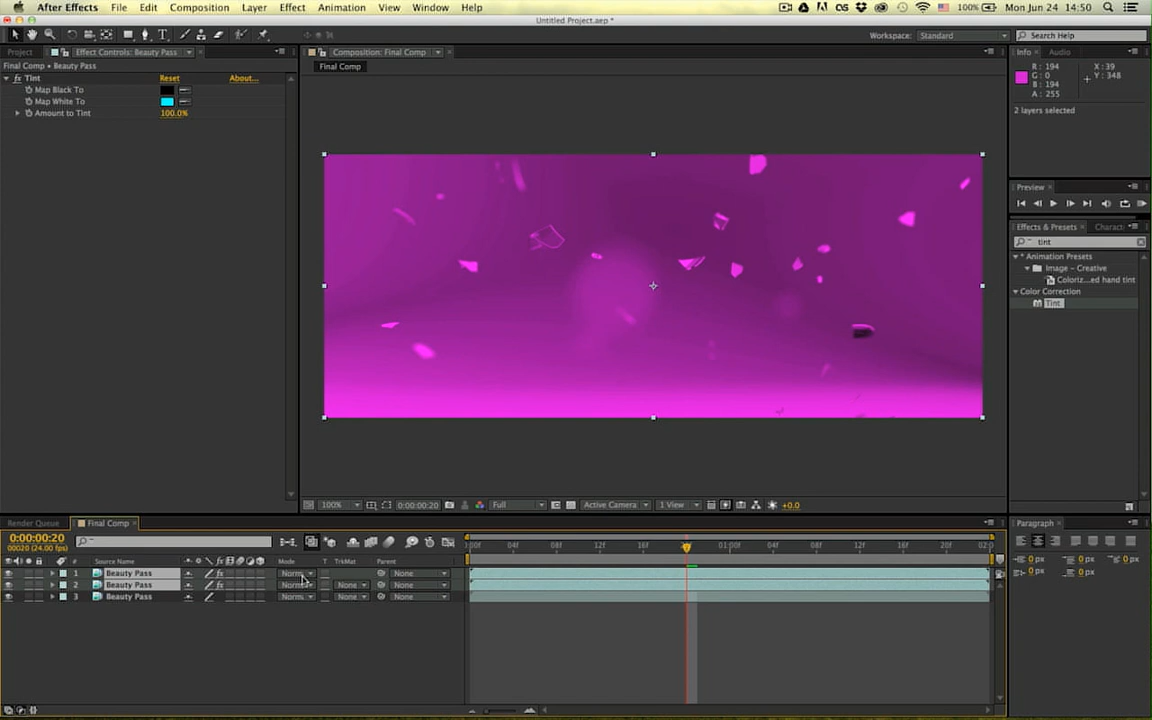 After Effects File Edit Composition Layer Effect Animation View Window Help 100% Mon Jun 24 14:50
Untitled Project.aep *
Workspace: Standard Search Help
Project Effect Controls: Beauty Pass Composition: Final Comp Info Audio
Final Comp • Beauty Pass Final Comp
R : 194 X : 39
G : 0 Y : 348
B : 194
A : 255
fx Tint Reset About...
Map Black To
Map White To
Amount to Tint 100.0%
2 layers selected
Preview
Effects & Presets Charact
tint
* Animation Presets
Image – Creative
Coloriz...ed hand tint
Color Correction
Tint
100% 0:00:00:20 Full Active Camera 1 View +0.0
Render Queue Final Comp Paragraph
0:00:00:20
00020 (24.00 fps)
:00F 04f 08f 12f 16f 01:00f 04f 08f 12f 16f 20f 02:0
# Source Name Mode T TrkMat Parent
1 Beauty Pass fx Norm None
2 Beauty Pass fx Norm None None
3 Beauty Pass Norm None None
0 px 0 px 0 px
0 px 0 px